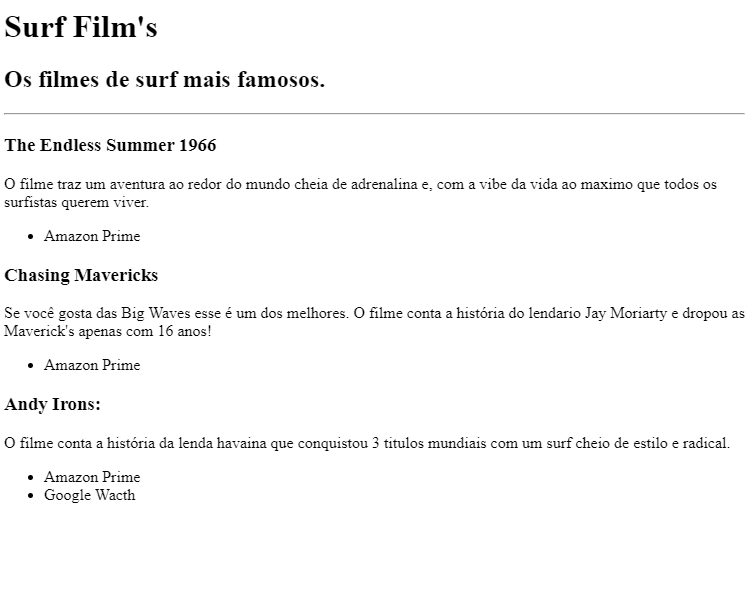 Surf Film's
Os filmes de surf mais famosos.
The Endless Summer 1966
O filme traz um aventura ao redor do mundo cheia de adrenalina e, com a vibe da vida ao maximo que todos os
surfistas querem viver.
Amazon Prime
Chasing Mavericks
Se você gosta das Big Waves esse é um dos melhores. O filme conta a história do lendario Jay Moriarty e dropou as
Maverick's apenas com 16 anos!
Amazon Prime
Andy Irons:
O filme conta a história da lenda havaina que conquistou 3 titulos mundiais com um surf cheio de estilo e radical.
Amazon Prime
Google Wacth